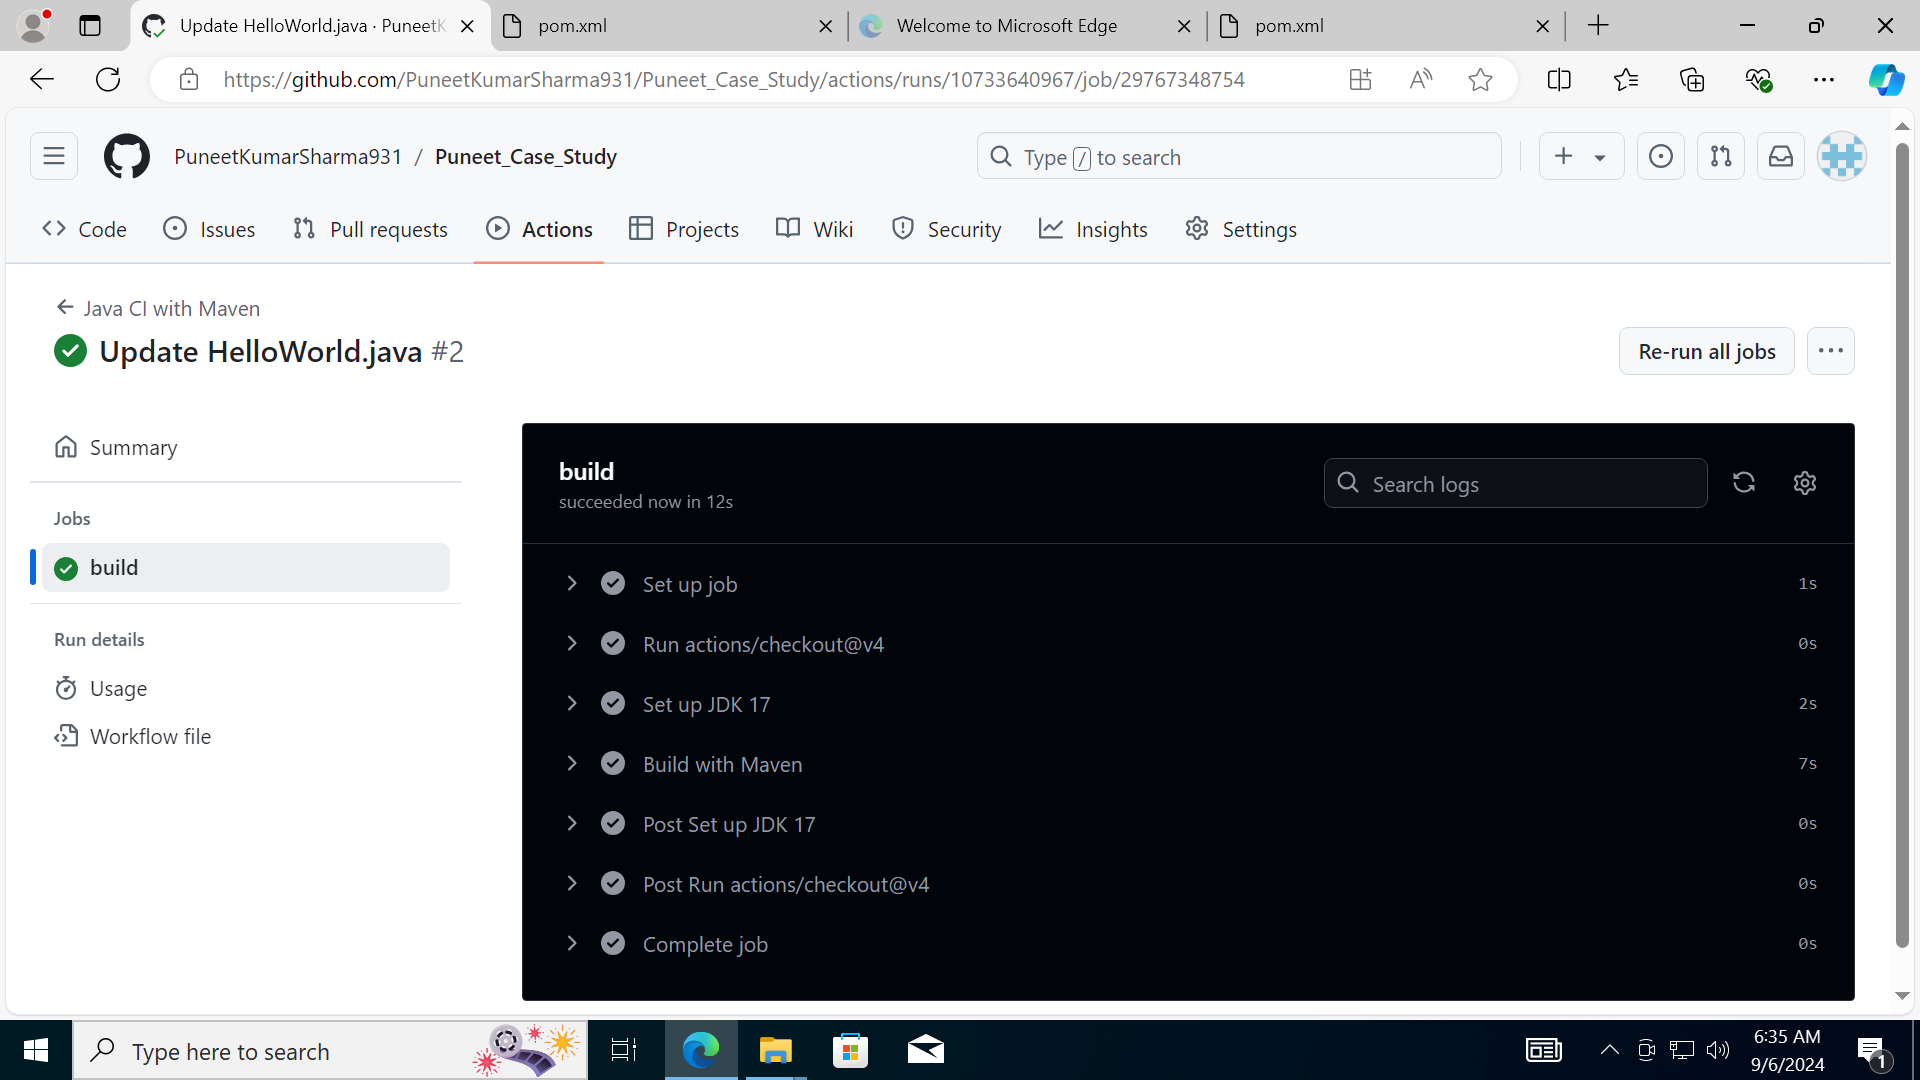 Update HelloWorld.java · PuneetK
pom.xml
Welcome to Microsoft Edge
pom.xml
https://github.com/PuneetKumarSharma931/Puneet_Case_Study/actions/runs/10733640967/job/29767348754
PuneetKumarSharma931 / Puneet_Case_Study
Type / to search
Code
Issues
Pull requests
Actions
Projects
Wiki
Security
Insights
Settings
Java CI with Maven
Update HelloWorld.java #2
Re-run all jobs
Summary
Jobs
build
Run details
Usage
Workflow file
build
succeeded now in 12s
Search logs
Set up job 1s
Run actions/checkout@v4 0s
Set up JDK 17 2s
Build with Maven 7s
Post Set up JDK 17 0s
Post Run actions/checkout@v4 0s
Complete job 0s
Type here to search
6:35 AM
9/6/2024
1